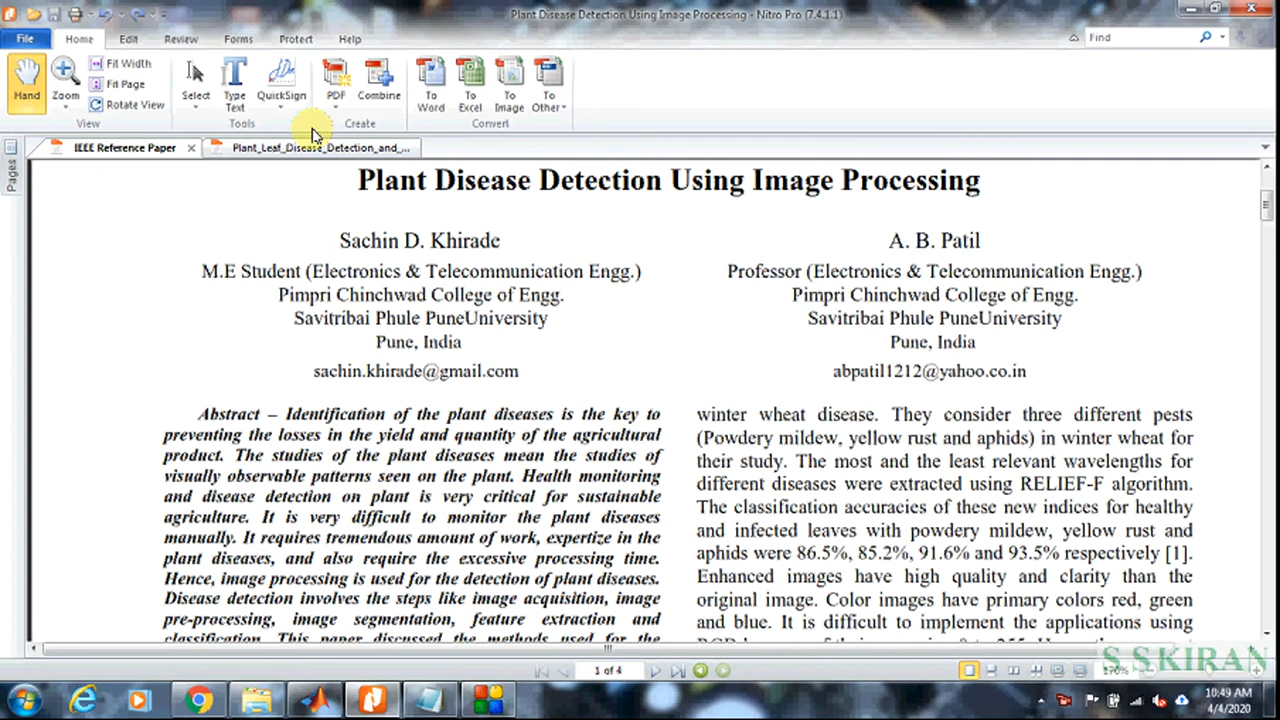 Plant Disease Detection Using Image Processing - Nitro Pro (7.4.1.1)
File Home Edit Review Forms Protect Help
Find
Hand
Zoom
Fit Width
Fit Page
Rotate View
View
Select
Type Text
QuickSign
Tools
PDF
Combine
Create
To Word
To Excel
To Image
To Other
Convert
IEEE Reference Paper
Plant_Leaf_Disease_Detection_and_...
Pages
Plant Disease Detection Using Image Processing
Sachin D. Khirade
M.E Student (Electronics & Telecommunication Engg.)
Pimpri Chinchwad College of Engg.
Savitribai Phule PuneUniversity
Pune, India
sachin.khirade@gmail.com
A. B. Patil
Professor (Electronics & Telecommunication Engg.)
Pimpri Chinchwad College of Engg.
Savitribai Phule PuneUniversity
Pune, India
abpatil1212@yahoo.co.in
Abstract – Identification of the plant diseases is the key to
preventing the losses in the yield and quantity of the agricultural
product. The studies of the plant diseases mean the studies of
visually observable patterns seen on the plant. Health monitoring
and disease detection on plant is very critical for sustainable
agriculture. It is very difficult to monitor the plant diseases
manually. It requires tremendous amount of work, expertize in the
plant diseases, and also require the excessive processing time.
Hence, image processing is used for the detection of plant diseases.
Disease detection involves the steps like image acquisition, image
pre-processing, image segmentation, feature extraction and
classification. This paper discussed the methods used for the
winter wheat disease. They consider three different pests
(Powdery mildew, yellow rust and aphids) in winter wheat for
their study. The most and the least relevant wavelengths for
different diseases were extracted using RELIEF-F algorithm.
The classification accuracies of these new indices for healthy
and infected leaves with powdery mildew, yellow rust and
aphids were 86.5%, 85.2%, 91.6% and 93.5% respectively [1].
Enhanced images have high quality and clarity than the
original image. Color images have primary colors red, green
and blue. It is difficult to implement the applications using
1 of 4
S SKIRAN
10:49 AM
4/4/2020